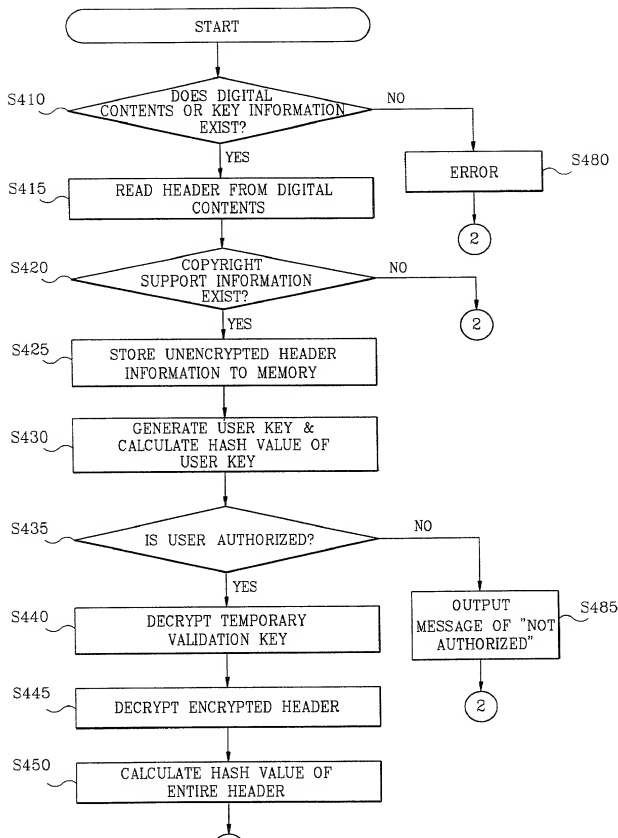 START
S410
DOES DIGITAL
CONTENTS OR KEY INFORMATION
EXIST?
NO
YES
S415
READ HEADER FROM DIGITAL
CONTENTS
ERROR
S480
2
S420
COPYRIGHT
SUPPORT INFORMATION
EXIST?
NO
2
YES
S425
STORE UNENCRYPTED HEADER
INFORMATION TO MEMORY
S430
GENERATE USER KEY &
CALCULATE HASH VALUE OF
USER KEY
S435
IS USER AUTHORIZED?
NO
YES
S440
DECRYPT TEMPORARY
VALIDATION KEY
OUTPUT
MESSAGE OF "NOT
AUTHORIZED"
S485
2
S445
DECRYPT ENCRYPTED HEADER
S450
CALCULATE HASH VALUE OF
ENTIRE HEADER